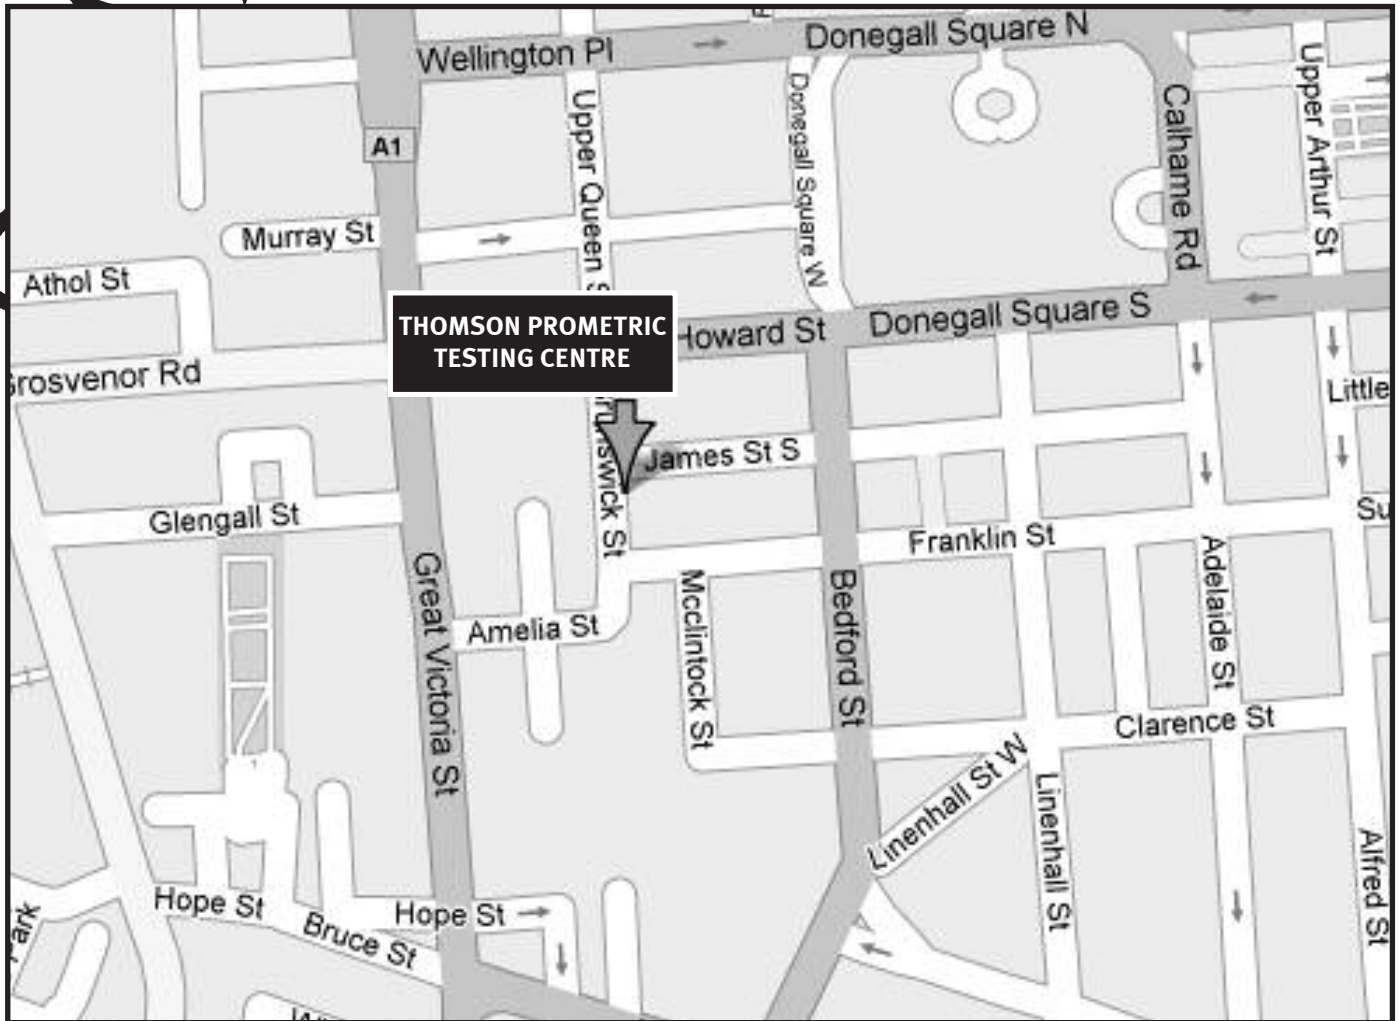 Wellington Pl
Donegall Square N
A1
Upper Queen S
Donegall Square W
Calhame Rd
Upper Arthur St
Murray St
Athol St
THOMSON PROMETRIC
TESTING CENTRE
Howard St
Donegall Square S
Grosvenor Rd
Little
runswick St
James St S
Glengall St
Su
Franklin St
Great Victoria St
Amelia St
Mcclintock St
Bedford St
Adelaide St
Clarence St
Linenhall St W
Linenhall St
Alfred St
Hope St
Bruce St
Hope St
Park